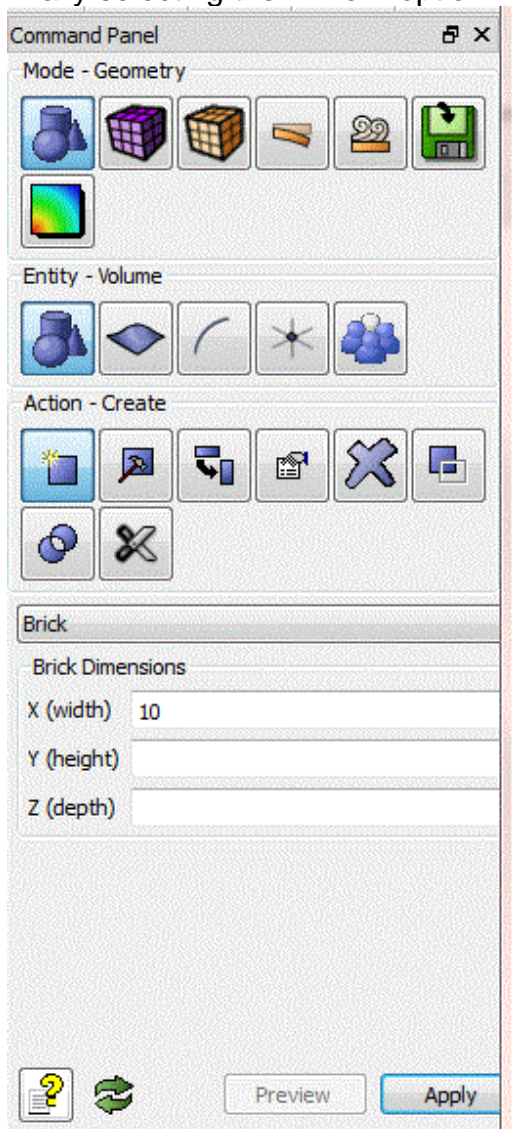 Command Panel
Mode - Geometry
Entity - Volume
Action - Create
Brick
Brick Dimensions
X (width) 10
Y (height)
Z (depth)
Preview Apply